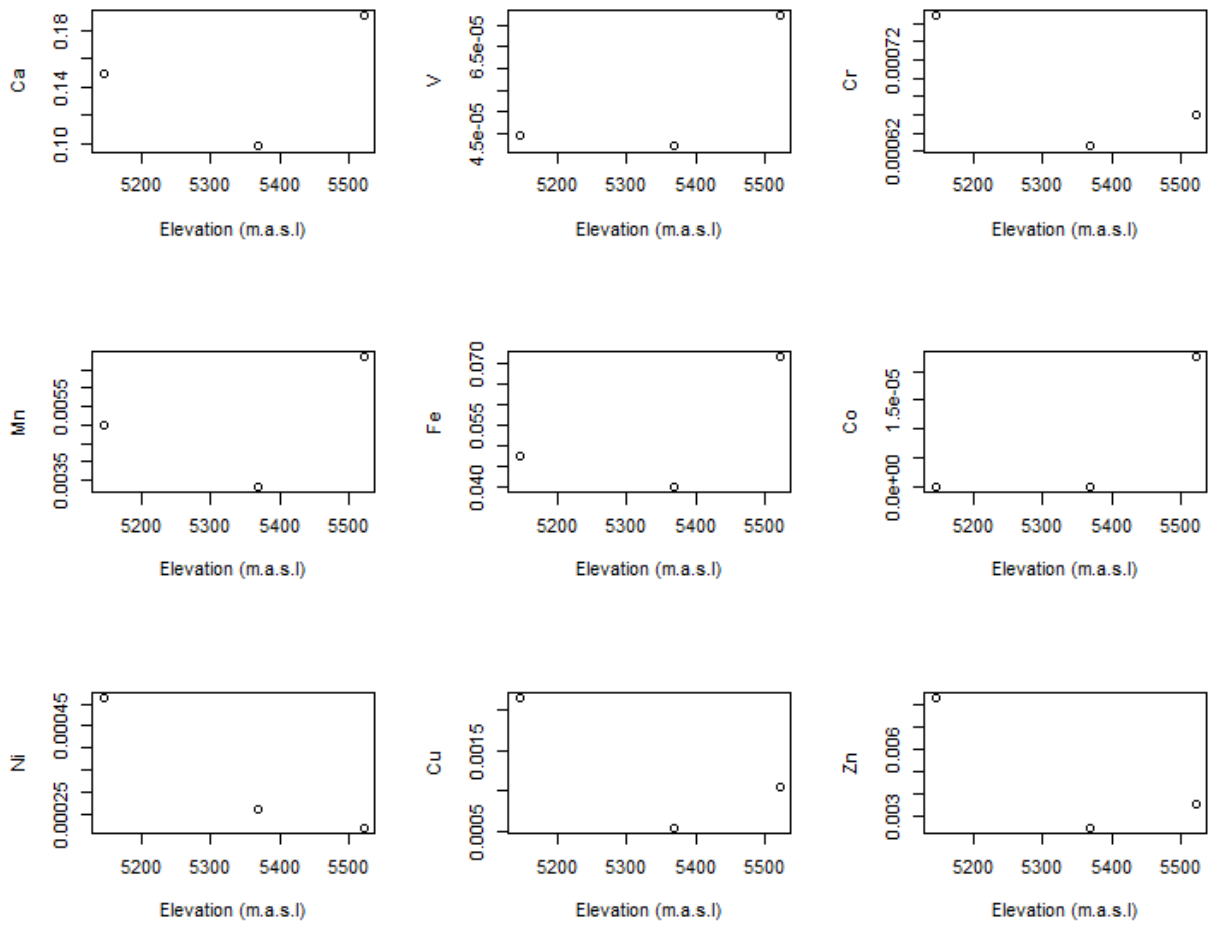 Ca
0.10 0.14 0.18
5200 5300 5400 5500
Elevation (m.a.s.l)
V
4.5e-05 6.5e-05
5200 5300 5400 5500
Elevation (m.a.s.l)
Cr
0.00062 0.00072
5200 5300 5400 5500
Elevation (m.a.s.l)
Mn
0.0035 0.0055
5200 5300 5400 5500
Elevation (m.a.s.l)
Fe
0.040 0.055 0.070
5200 5300 5400 5500
Elevation (m.a.s.l)
Co
0.0e+00 1.5e-05
5200 5300 5400 5500
Elevation (m.a.s.l)
Ni
0.00025 0.00045
5200 5300 5400 5500
Elevation (m.a.s.l)
Cu
0.0005 0.0015
5200 5300 5400 5500
Elevation (m.a.s.l)
Zn
0.003 0.006
5200 5300 5400 5500
Elevation (m.a.s.l)